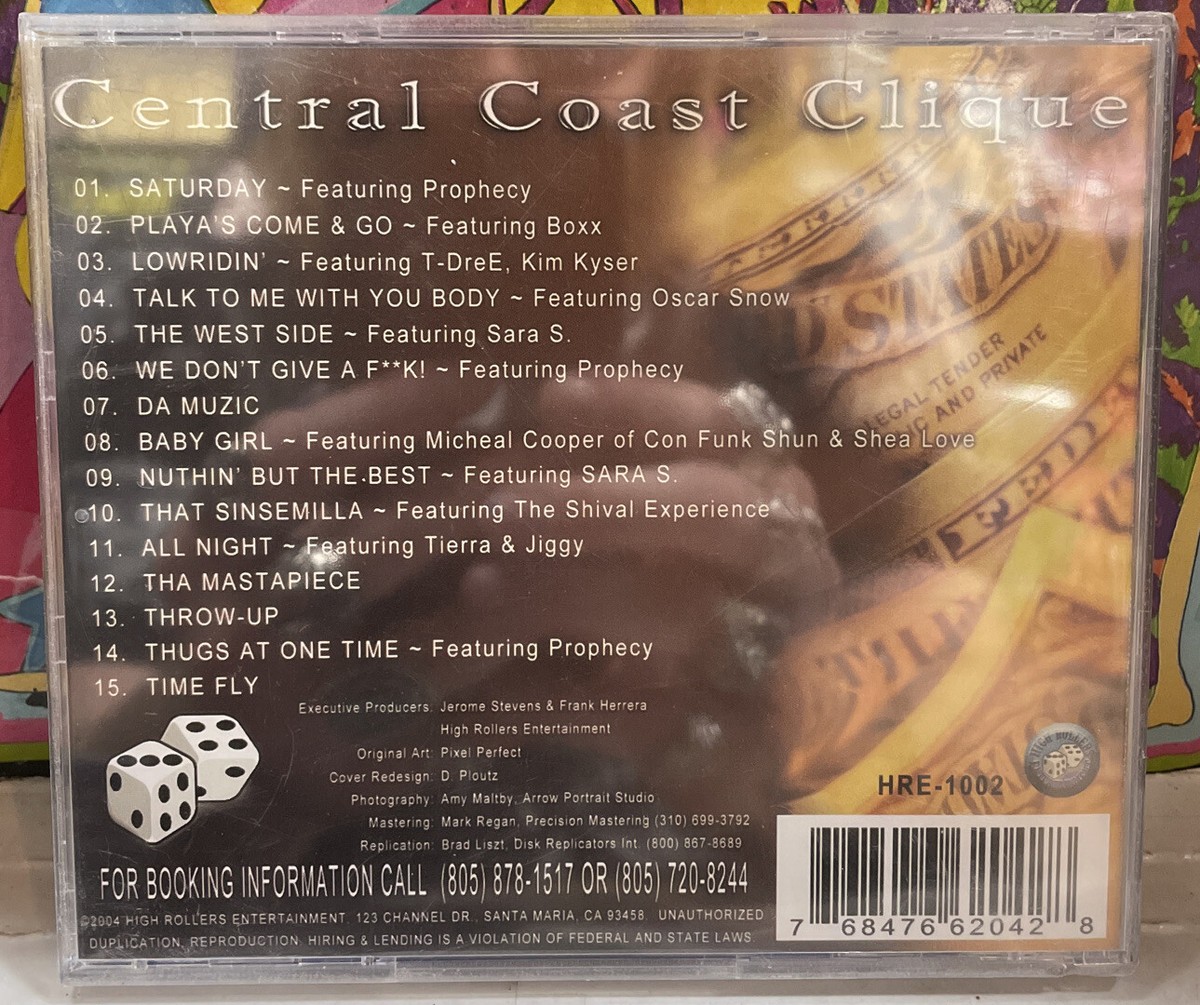 Central Coast Clique
01. SATURDAY ~ Featuring Prophecy
02. PLAYA'S COME & GO ~ Featuring Boxx
03. LOWRIDIN' ~ Featuring T-DreE, Kim Kyser
04. TALK TO ME WITH YOU BODY ~ Featuring Oscar Snow
05. THE WEST SIDE ~ Featuring Sara S.
06. WE DON'T GIVE A F**K! ~ Featuring Prophecy
07. DA MUZIC
08. BABY GIRL ~ Featuring Micheal Cooper of Con Funk Shun & Shea Love
09. NUTHIN' BUT THE BEST ~ Featuring SARA S.
10. THAT SINSEMILLA ~ Featuring The Shival Experience
11. ALL NIGHT ~ Featuring Tierra & Jiggy
12. THA MASTAPIECE
13. THROW-UP
14. THUGS AT ONE TIME ~ Featuring Prophecy
15. TIME FLY
STATES
LEGAL TENDER
AND PRIVATE
Executive Producers: Jerome Stevens & Frank Herrera
High Rollers Entertainment
Original Art: Pixel Perfect
Cover Redesign: D. Ploutz
Photography: Amy Maltby, Arrow Portrait Studio
Mastering: Mark Regan, Precision Mastering (310) 699-3792
Replication: Brad Liszt, Disk Replicators Int. (800) 867-8689
FOR BOOKING INFORMATION CALL (805) 878-1517 OR (805) 720-8244
©2004 HIGH ROLLERS ENTERTAINMENT. 123 CHANNEL DR., SANTA MARIA, CA 93458. UNAUTHORIZED
DUPLICATION, REPRODUCTION, HIRING & LENDING IS A VIOLATION OF FEDERAL AND STATE LAWS.
HIGH ROLLERS
HRE-1002
7 68476 62042 8